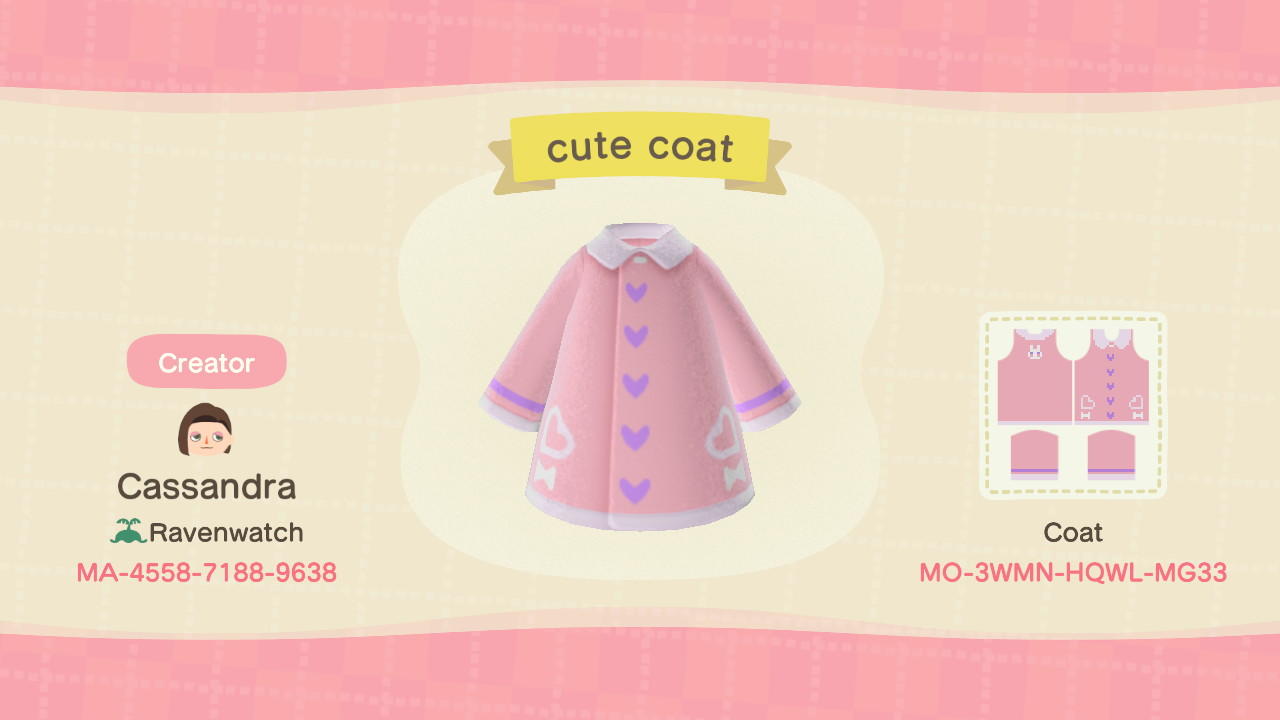 cute coat
Creator
Cassandra
Ravenwatch
MA-4558-7188-9638
Coat
MO-3WMN-HQWL-MG33